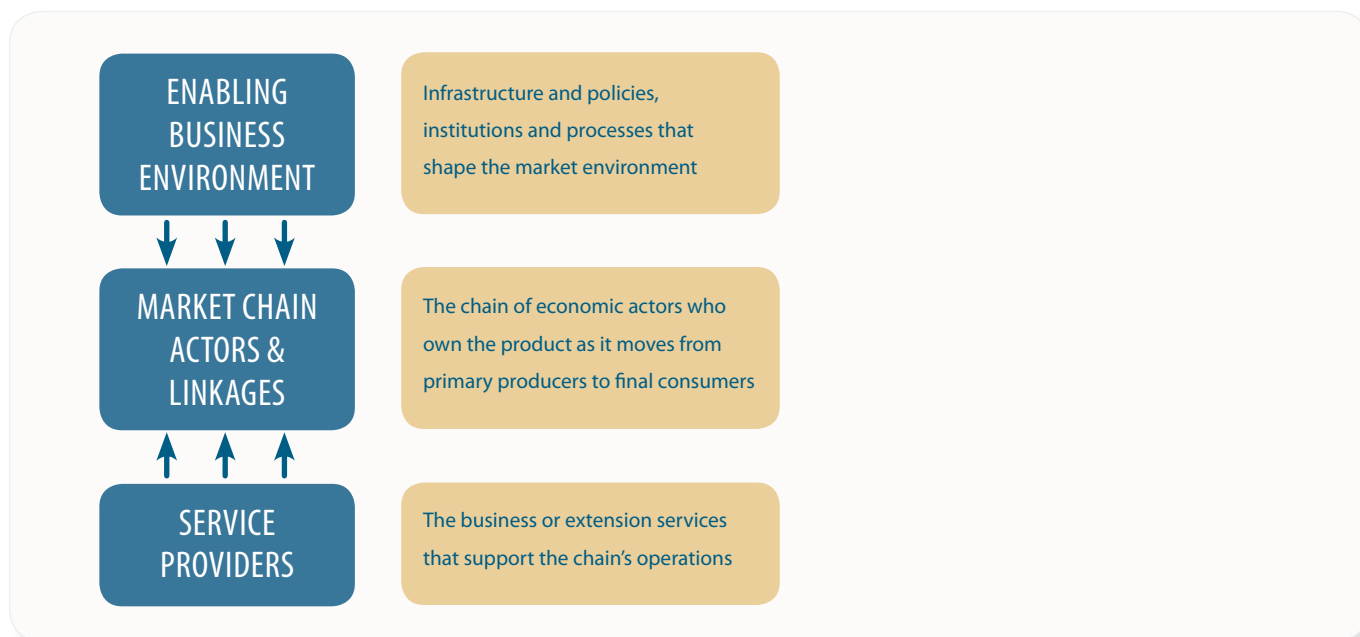 ENABLING
BUSINESS
ENVIRONMENT
Infrastructure and policies,
institutions and processes that
shape the market environment
MARKET CHAIN
ACTORS &
LINKAGES
The chain of economic actors who
own the product as it moves from
primary producers to final consumers
SERVICE
PROVIDERS
The business or extension services
that support the chain’s operations